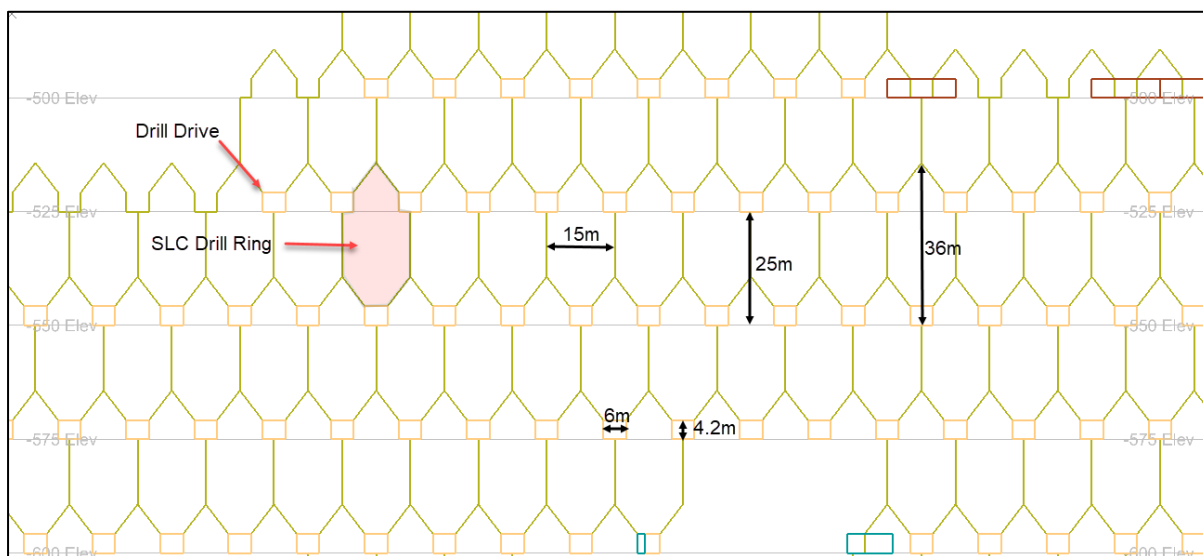 -500 Elev
-500 Elev
Drill Drive
-525 Elev
-525 Elev
SLC Drill Ring
15m
25m
36m
-550 Elev
-550 Elev
6m
4.2m
-575 Elev
-575 Elev
-600 Elev
-600 Elev